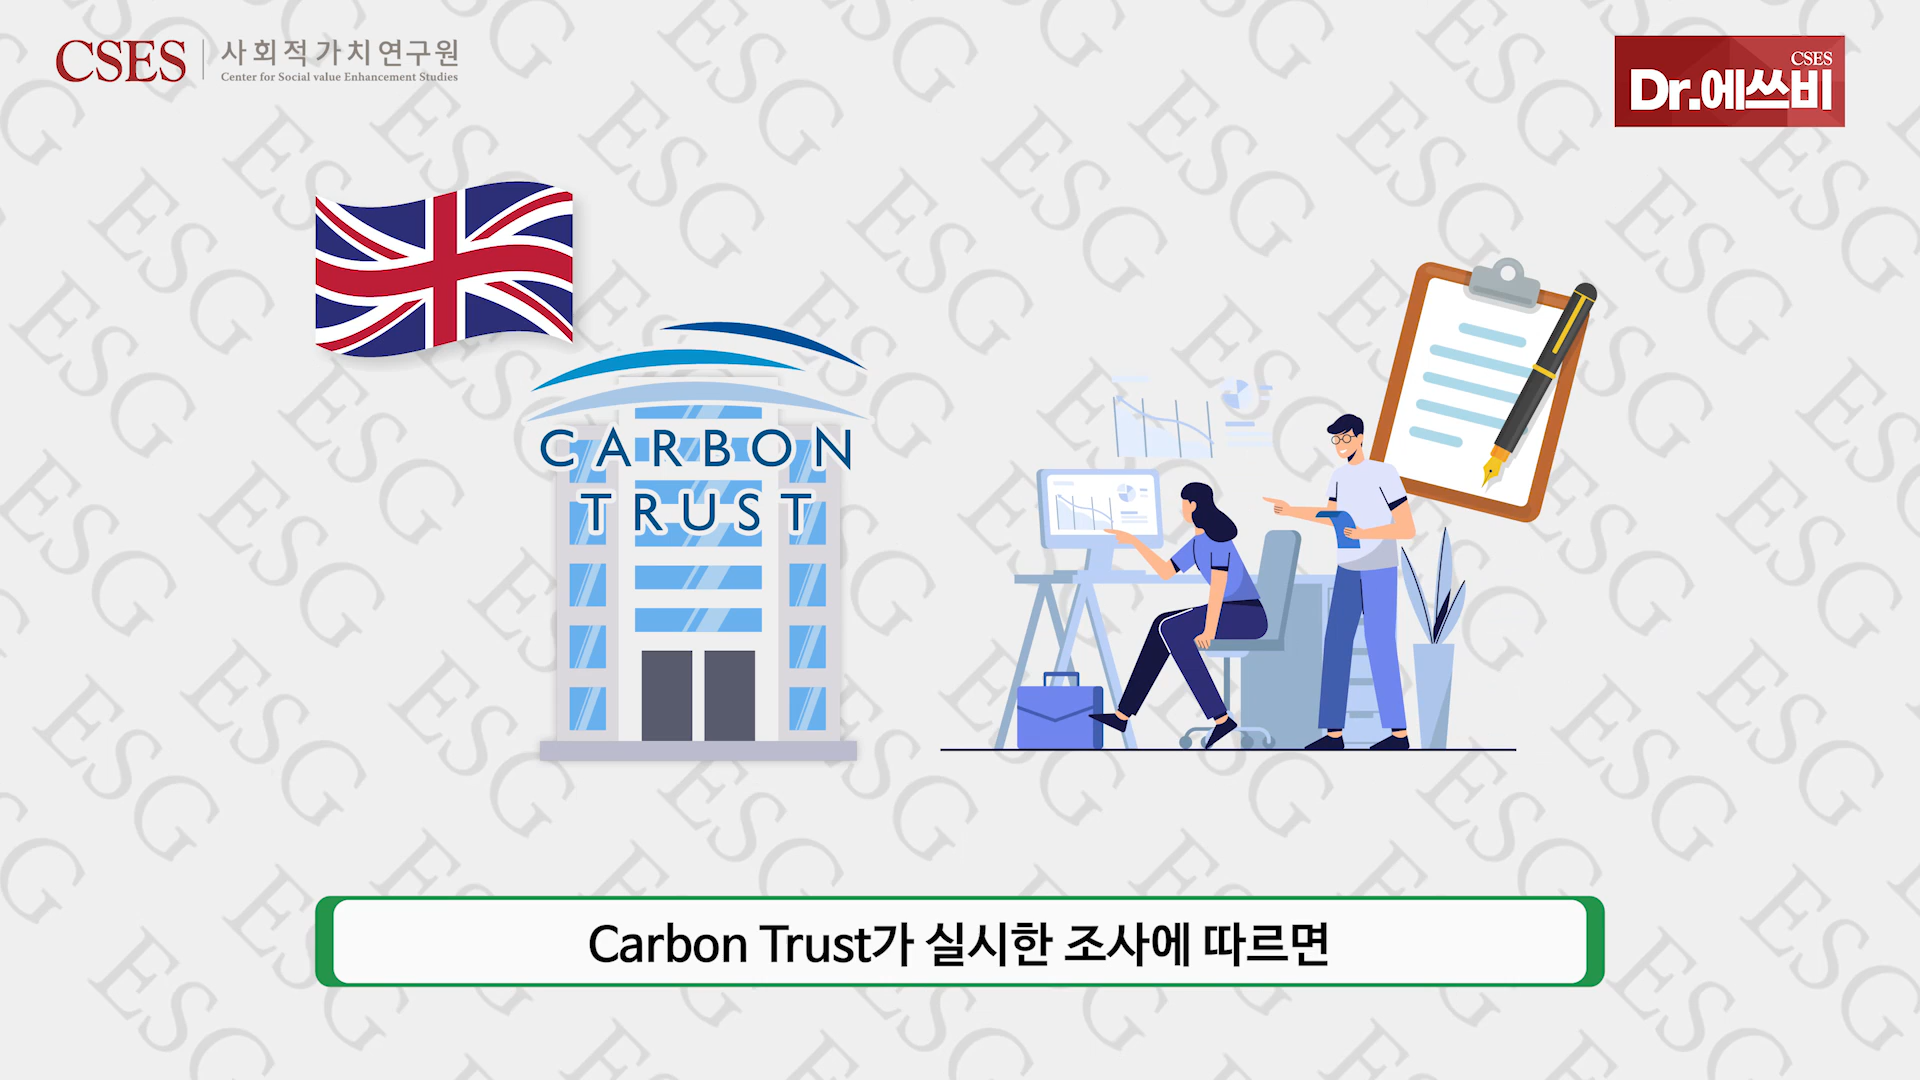 CSES 사회적가치연구원
Center for Social value Enhancement Studies
CSES
Dr.에쓰비
CARBON
TRUST
Carbon Trust가 실시한 조사에 따르면
ESG